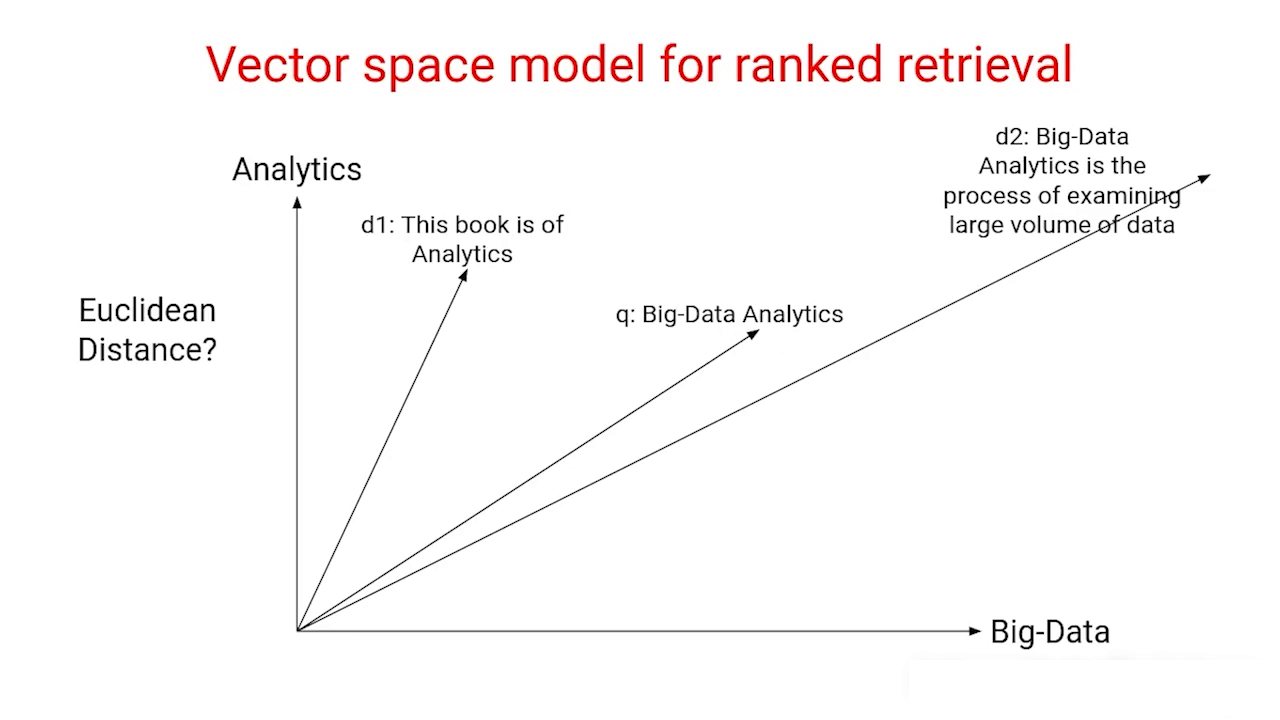 Vector space model for ranked retrieval
d2: Big-Data
Analytics is the
process of examining
large volume of data
Analytics
d1: This book is of
Analytics
Euclidean
Distance?
q: Big-Data Analytics
Big-Data